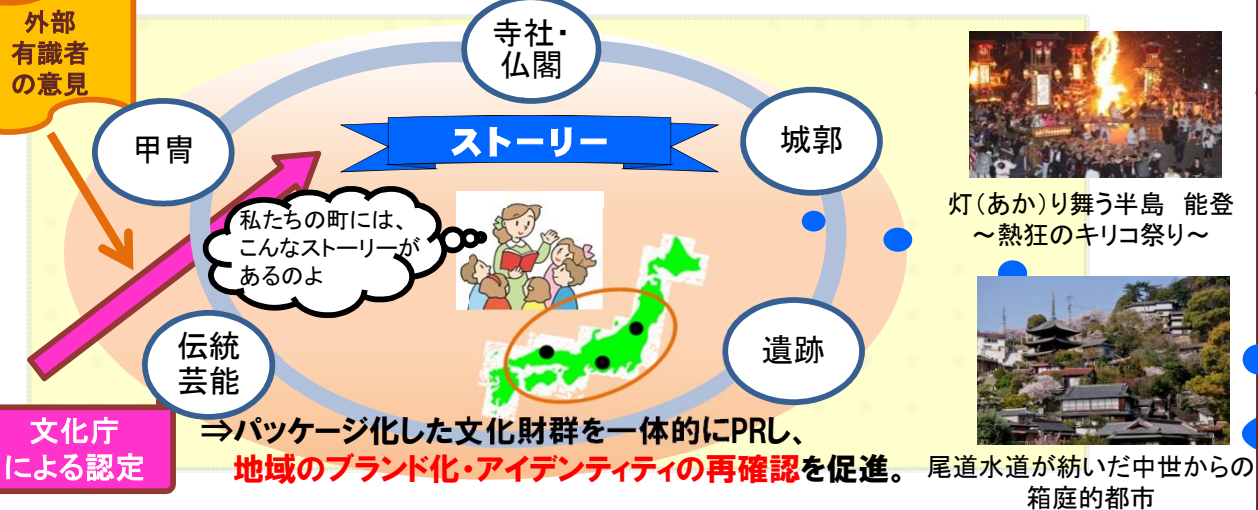 外部
有識者
の意見
寺社・
仏閣
甲冑
ストーリー
城郭
私たちの町には、
こんなストーリーが
あるのよ
灯(あか)り舞う半島 能登
~熱狂のキリコ祭り~
伝統
芸能
遺跡
文化庁
による認定
⇒パッケージ化した文化財群を一体的にPRし、
地域のブランド化・アイデンティティの再確認を促進。
尾道水道が紡いだ中世からの
箱庭的都市